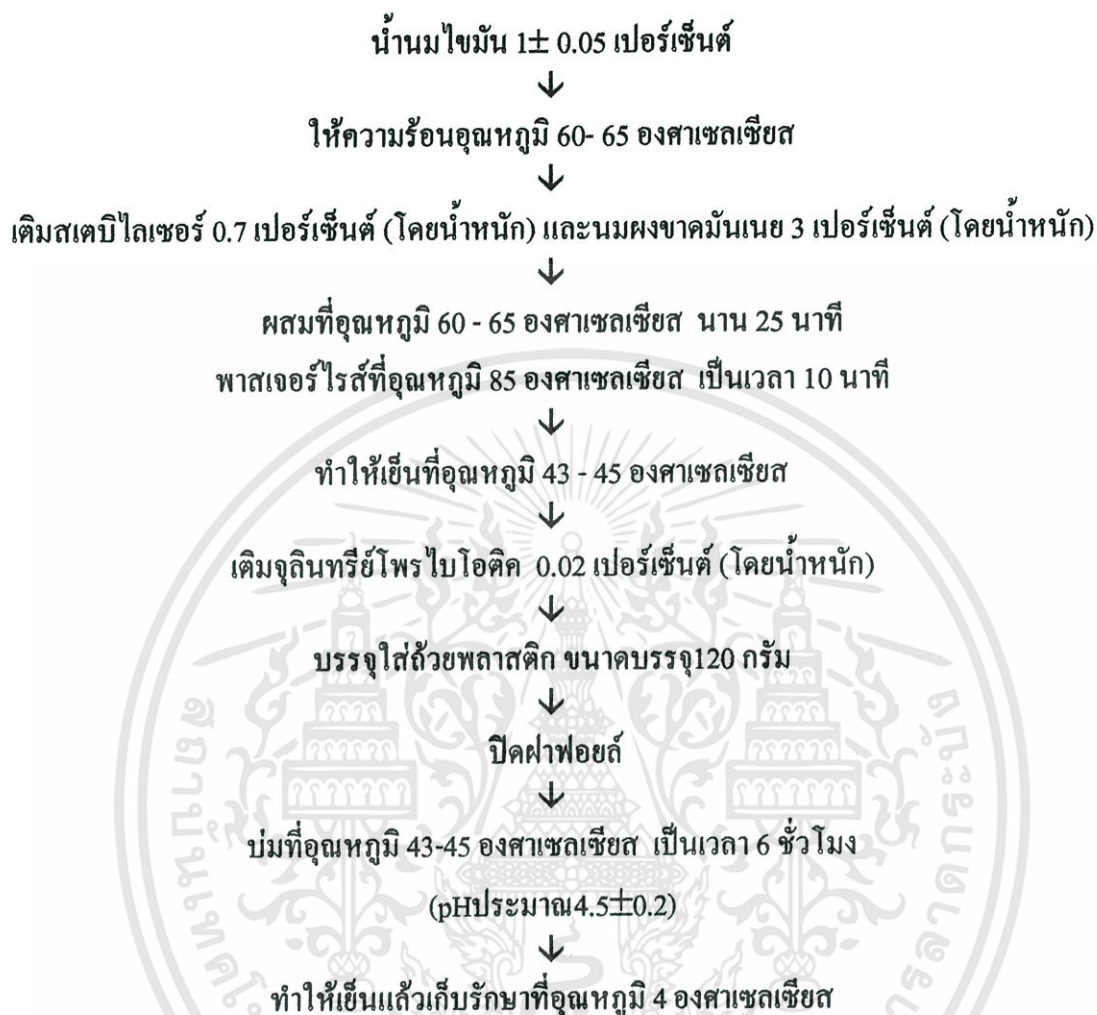 น้ำนมไขมัน 1± 0.05 เปอร์เซ็นต์
↓
ให้ความร้อนอุณหภูมิ 60- 65 องศาเซลเซียส
↓
เติมสเตบิไลเซอร์ 0.7 เปอร์เซ็นต์ (โดยน้ำหนัก) และนมผงขาดมันเนย 3 เปอร์เซ็นต์ (โดยน้ำหนัก)
↓
ผสมที่อุณหภูมิ 60 - 65 องศาเซลเซียส นาน 25 นาที
พาสเจอร์ไรส์ที่อุณหภูมิ 85 องศาเซลเซียส เป็นเวลา 10 นาที
↓
ทำให้เย็นที่อุณหภูมิ 43 - 45 องศาเซลเซียส
↓
เติมจุลินทรีย์โพรไบโอติค 0.02 เปอร์เซ็นต์ (โดยน้ำหนัก)
↓
บรรจุใส่ถ้วยพลาสติก ขนาดบรรจุ120 กรัม
↓
ปิดฝาฟอยล์
↓
บ่มที่อุณหภูมิ 43-45 องศาเซลเซียส เป็นเวลา 6 ชั่วโมง
(pHประมาณ4.5±0.2)
↓
ทำให้เย็นแล้วเก็บรักษาที่อุณหภูมิ 4 องศาเซลเซียส